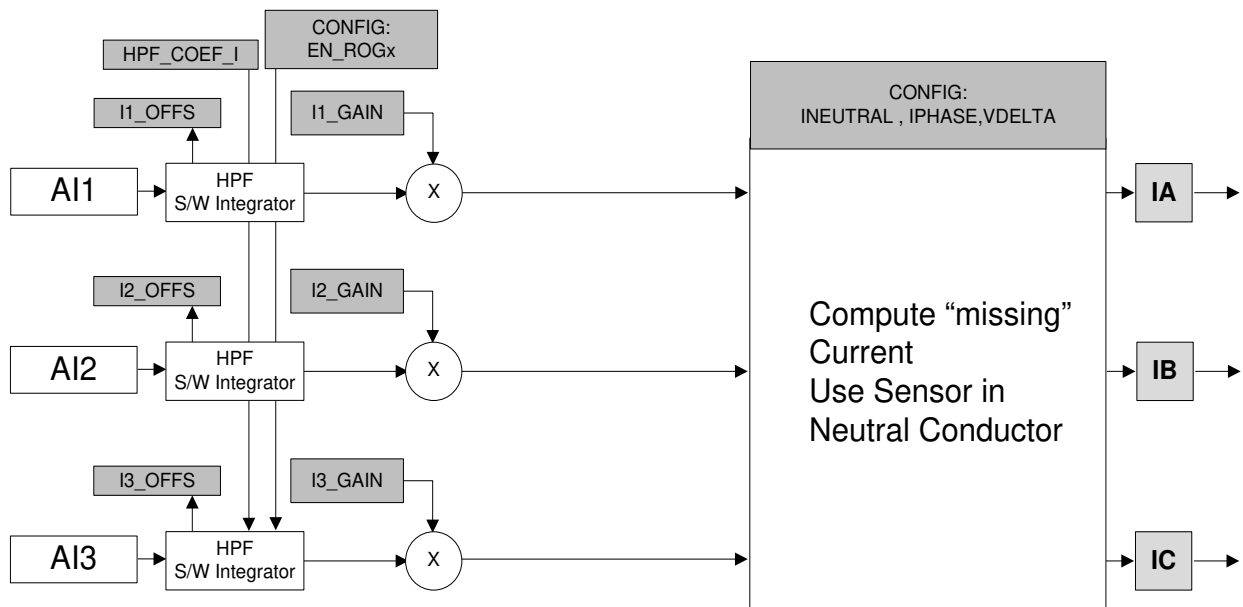 CONFIG:
EN_ROGx
HPF_COEF_I
CONFIG:
INEUTRAL , IPHASE,VDELTA
I1_OFFS
I1_GAIN
AI1
HPF
S/W Integrator
X
IA
I2_OFFS
I2_GAIN
AI2
HPF
S/W Integrator
X
Compute “missing”
Current
Use Sensor in
Neutral Conductor
IB
I3_OFFS
I3_GAIN
AI3
HPF
S/W Integrator
X
IC